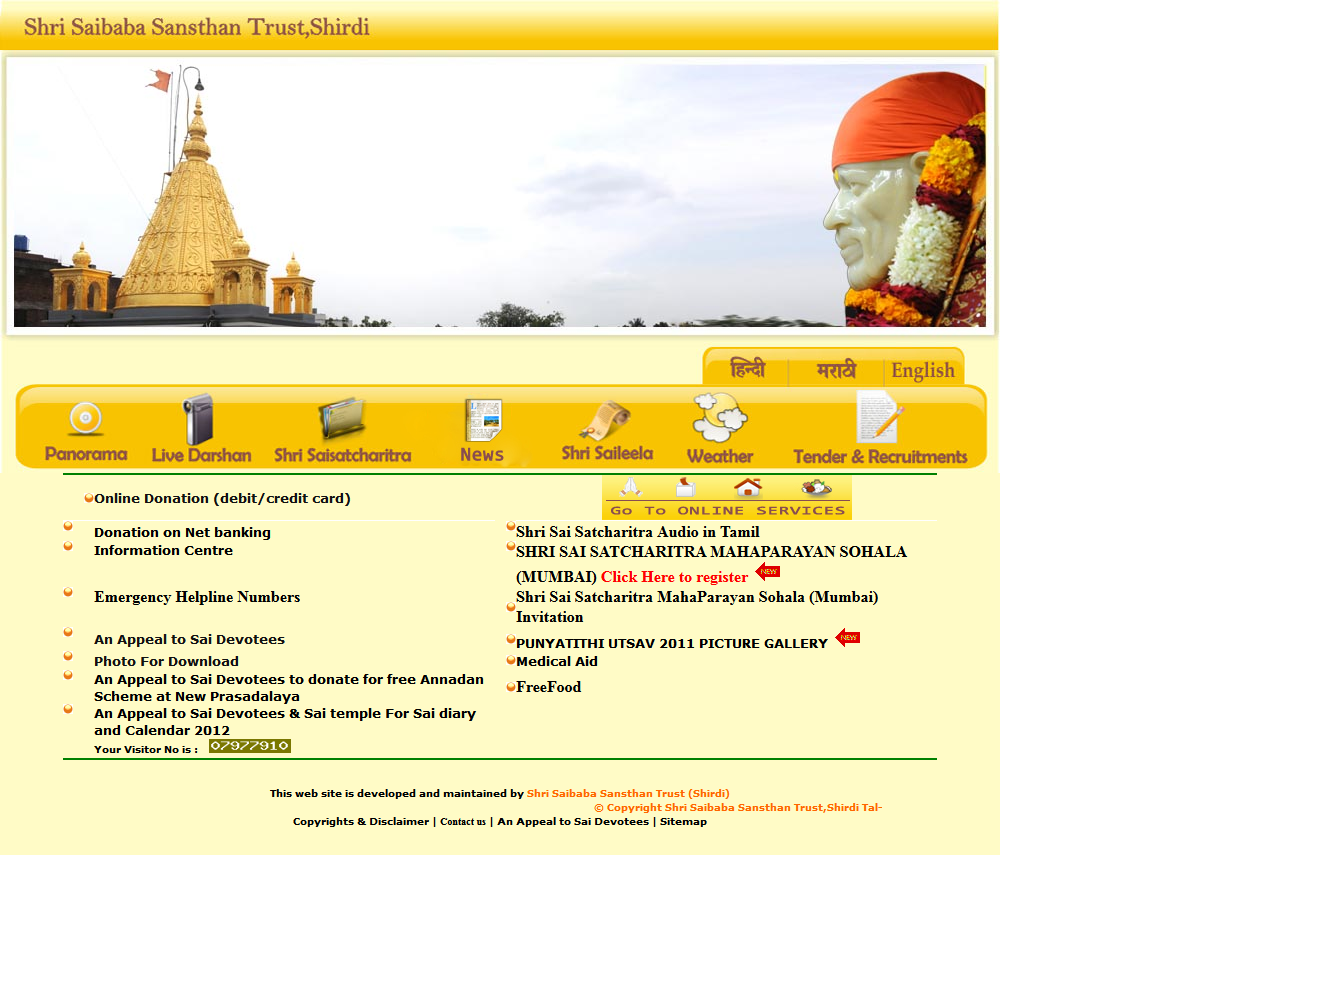 Shri Saibaba Sansthan Trust,Shirdi
हिन्दी
मराठी
English
Panorama
Live Darshan
Shri Saisatcharitra
News
Shri Saileela
Weather
Tender & Recruitments
Online Donation (debit/credit card)
Go To ONLINE SERVICES
Donation on Net banking
Information Centre
Emergency Helpline Numbers
An Appeal to Sai Devotees
Photo For Download
An Appeal to Sai Devotees to donate for free Annadan
Scheme at New Prasadalaya
An Appeal to Sai Devotees & Sai temple For Sai diary
and Calendar 2012
Your Visitor No is : 07977910
Shri Sai Satcharitra Audio in Tamil
SHRI SAI SATCHARITRA MAHAPARAYAN SOHALA
(MUMBAI) Click Here to register NEW
Shri Sai Satcharitra MahaParayan Sohala (Mumbai)
Invitation
PUNYATITHI UTSAV 2011 PICTURE GALLERY NEW
Medical Aid
FreeFood
This web site is developed and maintained by Shri Saibaba Sansthan Trust (Shirdi)
© Copyright Shri Saibaba Sansthan Trust,Shirdi Tal-
Copyrights & Disclaimer | Contact us | An Appeal to Sai Devotees | Sitemap